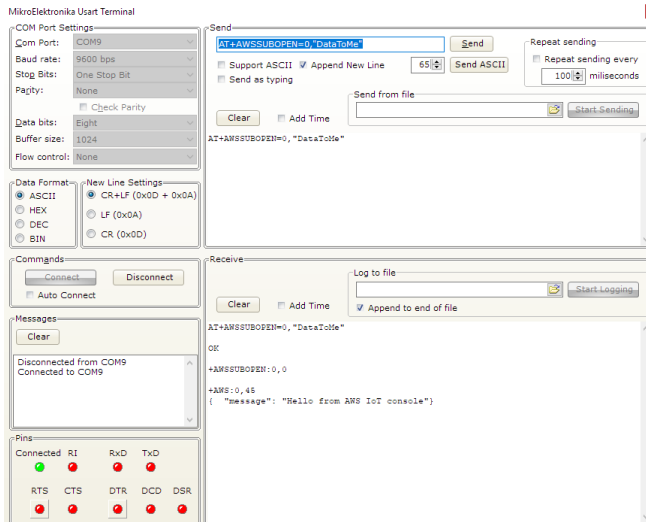 MikroElektronika Usart Terminal
COM Port Settings
Com Port: COM9
Baud rate: 9600 bps
Stop Bits: One Stop Bit
Parity: None
Check Parity
Data bits: Eight
Buffer size: 1024
Flow control: None
Data Format
ASCII
HEX
DEC
BIN
New Line Settings
CR+LF (0x0D + 0x0A)
LF (0x0A)
CR (0x0D)
Commands
Connect Disconnect
Auto Connect
Messages
Clear
Disconnected from COM9
Connected to COM9
Pins
Connected RI RxD TxD
RTS CTS DTR DCD DSR
Send
AT+AWSSUBOPEN=0,"DataToMe" Send
Support ASCII Append New Line 65 Send ASCII
Send as typing
Repeat sending
Repeat sending every
100 miliseconds
Send from file
Start Sending
Clear Add Time
AT+AWSSUBOPEN=0,"DataToMe"
Receive
Log to file
Start Logging
Clear Add Time Append to end of file
AT+AWSSUBOPEN=0,"DataToMe"
OK
+AWSSUBOPEN:0,0
+AWS:0,45
{ "message": "Hello from AWS IoT console"}